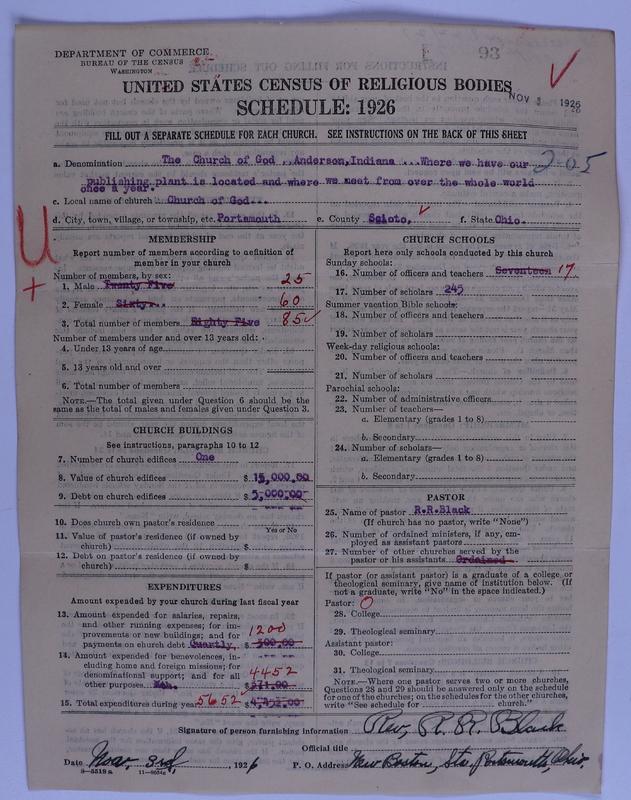 DEPARTMENT OF COMMERCE
BUREAU OF THE CENSUS
WASHINGTON
93
UNITED STATES CENSUS OF RELIGIOUS BODIES
NOV 1926
SCHEDULE: 1926
FILL OUT A SEPARATE SCHEDULE FOR EACH CHURCH. SEE INSTRUCTIONS ON THE BACK OF THIS SHEET
a. Denomination The Church of God ..Anderson,Indiana ...Where we have our 2-05
publishing plant is located and where we meet from over the whole world
once a year.
c. Local name of church Church of God...
d. City, town, village, or township, etc. Portsmouth e. County Scioto, f. State Ohio.
MEMBERSHIP
Report number of members according to definition of
member in your church
Number of members, by sex:
1. Male Twenty Five 25
2. Female Sixty... 60
3. Total number of members Eighty Five 85
Number of members under and over 13 years old:
4. Under 13 years of age
5. 13 years old and over
6. Total number of members
NOTE.—The total given under Question 6 should be the
same as the total of males and females given under Question 3.
CHURCH BUILDINGS
See instructions, paragraphs 10 to 12
7. Number of church edifices One
8. Value of church edifices $ 15,000.00
9. Debt on church edifices $ 5,000.00
10. Does church own pastor's residence
Yes or No
11. Value of pastor's residence (if owned by
church) $
12. Debt on pastor's residence (if owned by
church) $
EXPENDITURES
Amount expended by your church during last fiscal year
13. Amount expended for salaries, repairs,
and other running expenses; for im-
provements or new buildings; and for
payments on church debt Quartly, $ 300.00 1200
14. Amount expended for benevolences, in-
cluding home and foreign missions; for
denominational support; and for all
other purposes $ 371.00 4452
15. Total expenditures during year 5652 $
CHURCH SCHOOLS
Report here only schools conducted by this church
Sunday schools:
16. Number of officers and teachers Seventeen 17.
17. Number of scholars 245
Summer vacation Bible schools:
18. Number of officers and teachers
19. Number of scholars
Week-day religious schools:
20. Number of officers and teachers
21. Number of scholars
Parochial schools:
22. Number of administrative officers
23. Number of teachers—
a. Elementary (grades 1 to 8)
b. Secondary
24. Number of scholars—
a. Elementary (grades 1 to 8)
b. Secondary
PASTOR
25. Name of pastor R.R.Black
(If church has no pastor, write "None")
26. Number of ordained ministers, if any, em-
ployed as assistant pastors
27. Number of other churches served by the
pastor or his assistants Ordained
If pastor (or assistant pastor) is a graduate of a college or
theological seminary, give name of institution below. (If
not a graduate, write "No" in the space indicated.)
Pastor: O
28. College
29. Theological seminary
Assistant pastor:
30. College
31. Theological seminary
NOTE.—Where one pastor serves two or more churches,
Questions 28 and 29 should be answered only on the schedule
for one of the churches; on the schedules for the other churches,
write "See schedule for church."
Signature of person furnishing information Rev, R. R. Black
Official title
Date Nov. 3rd, 1926 P. O. Address New Boston, Sta. Portsmouth, Ohio.
8—5519a 11—9624